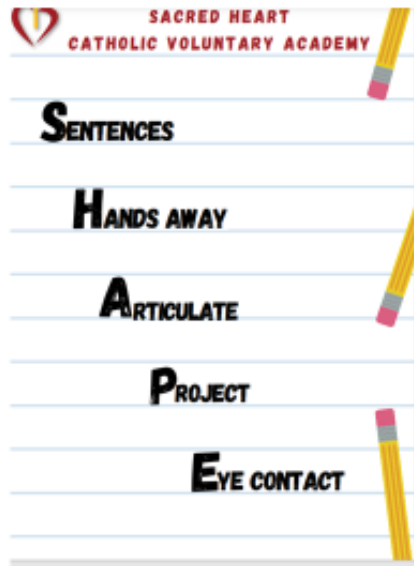 SACRED HEART
CATHOLIC VOLUNTARY ACADEMY
SENTENCES
HANDS AWAY
ARTICULATE
PROJECT
EYE CONTACT